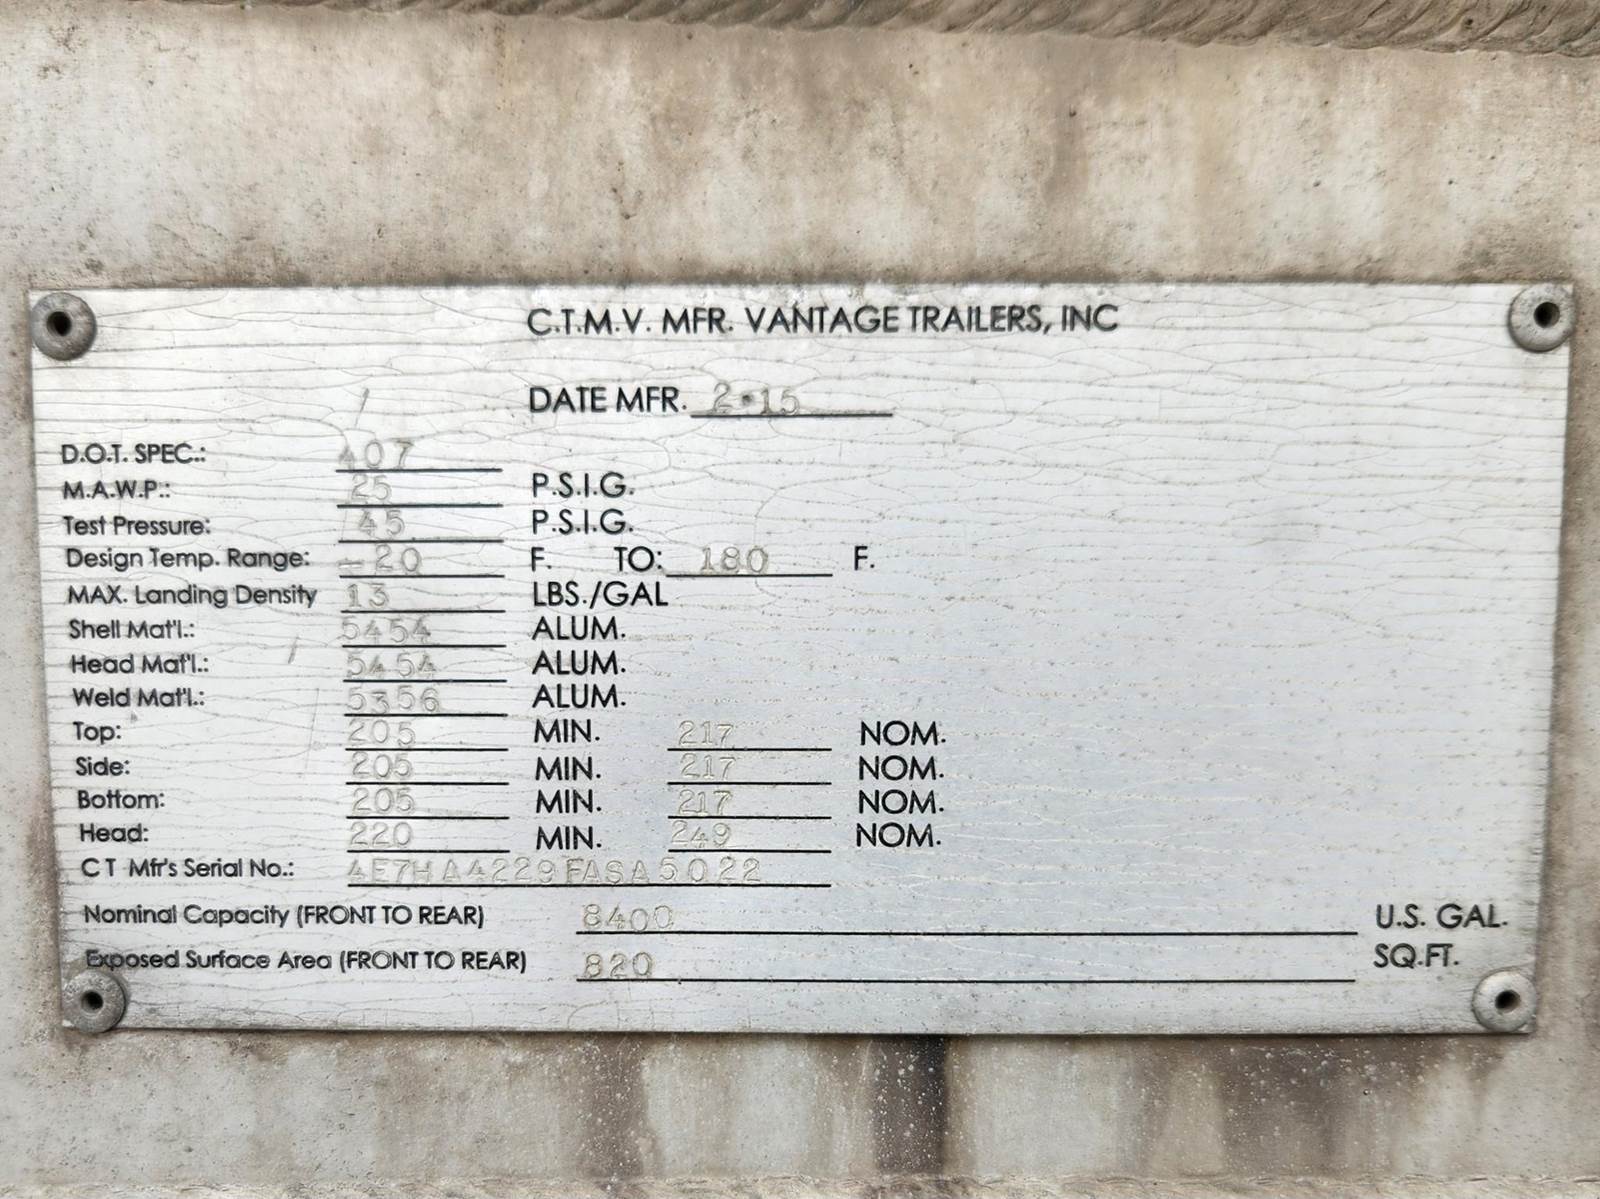 C.T.M.V. MFR. VANTAGE TRAILERS, INC
DATE MFR. 2-15
D.O.T. SPEC.: 407
M.A.W.P.: 25 P.S.I.G.
Test Pressure: 45 P.S.I.G.
Design Temp. Range: -20 F. TO: 180 F.
MAX. Landing Density 13 LBS./GAL
Shell Mat'l.: 5454 ALUM.
Head Mat'l.: 5454 ALUM.
Weld Mat'l.: 5356 ALUM.
Top: 205 MIN. 217 NOM.
Side: 205 MIN. 217 NOM.
Bottom: 205 MIN. 217 NOM.
Head: 220 MIN. 249 NOM.
C T Mfr's Serial No.: 4E7HA4229FASA5022
Nominal Capacity (FRONT TO REAR) 8400 U.S. GAL.
Exposed Surface Area (FRONT TO REAR) 820 SQ.FT.